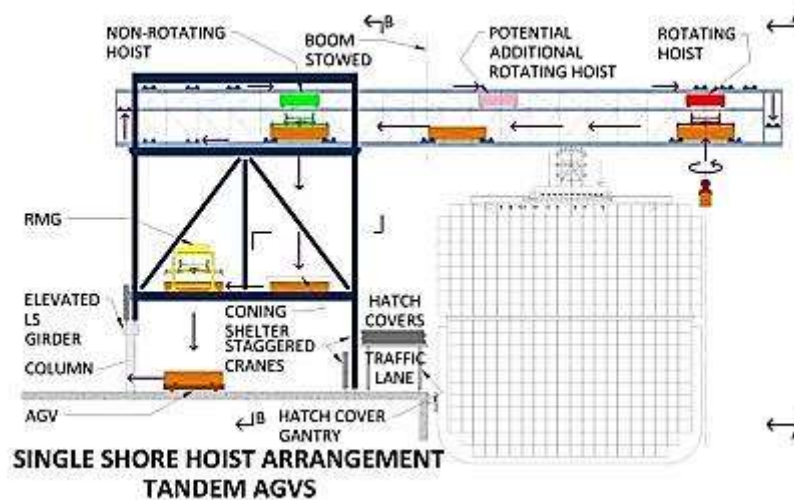 B
NON-ROTATING
HOIST
BOOM
STOWED
POTENTIAL
ADDITIONAL
ROTATING HOIST
ROTATING
HOIST
RMG
ELEVATED
LS
GIRDER
COLUMN
AGV
CONING
SHELTER
STAGGERED
CRANES
HATCH
COVERS
TRAFFIC
LANE
B
HATCH COVER
GANTRY
SINGLE SHORE HOIST ARRANGEMENT
TANDEM AGVS